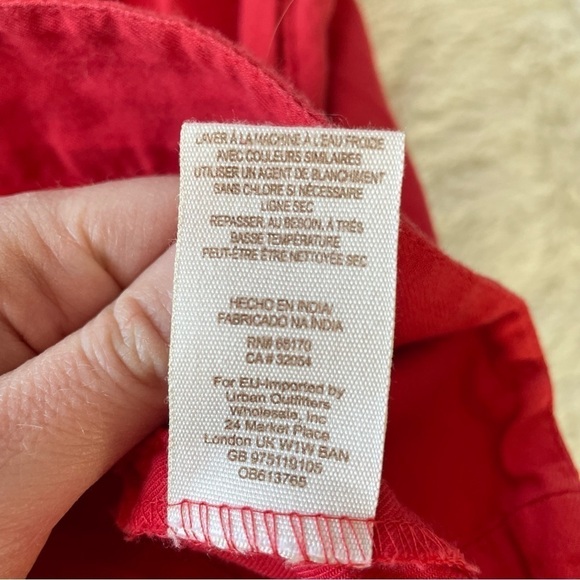 LAVER À LA MACHINE À L'EAU FROIDE
AVEC COULEURS SIMILAIRES
UTILISER UN AGENT DE BLANCHIMENT
SANS CHLORE SI NÉCESSAIRE
LIGNE SEC
REPASSER, AU BESOIN, À TRÈS
BASSE TEMPÉRATURE
PEUT-ÊTRE ÊTRE NETTOYÉS SEC
HECHO EN INDIA/
FABRICADO NA ÍNDIA
RN# 66170
CA # 32054
For EU-Imported by
Urban Outfitters
Wholesale, Inc
24 Market Place
London UK W1W 8AN
GB 975119105
OB613765